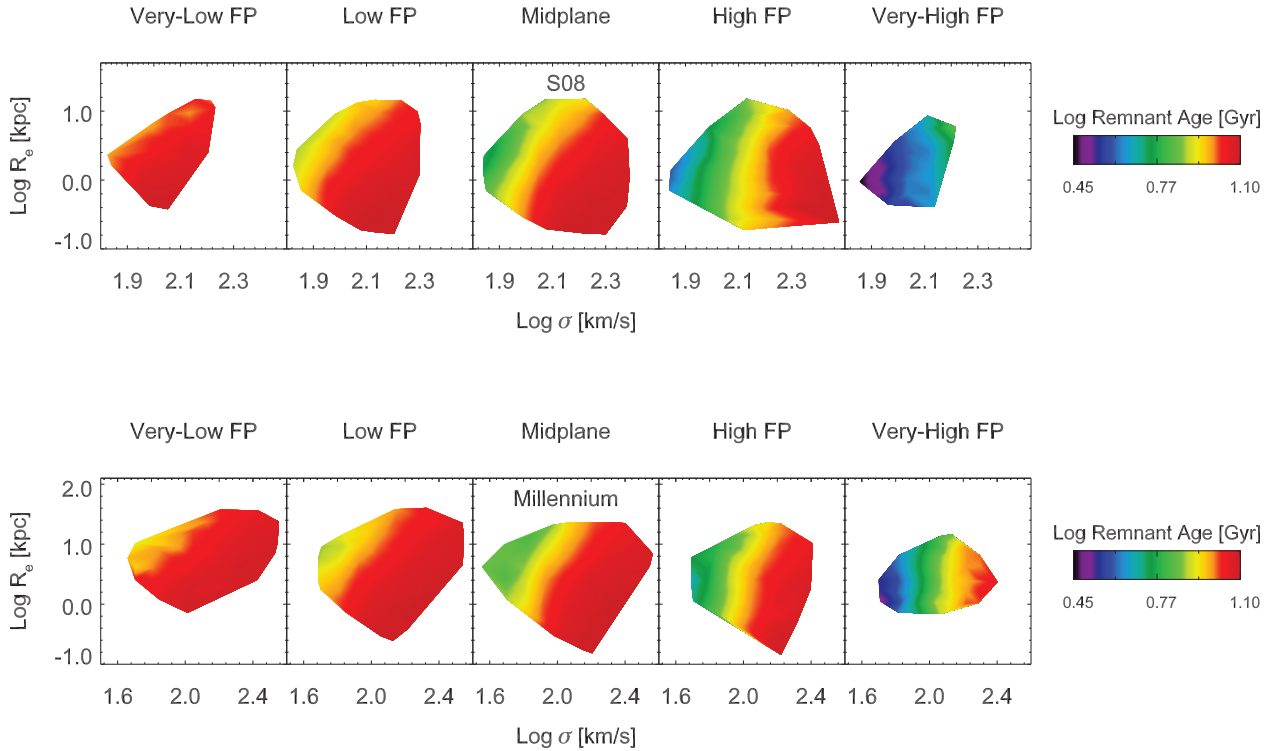 Very-Low FP Low FP Midplane High FP Very-High FP
S08
1.0
0.0
-1.0
Log Rₑ [kpc]
1.9 2.1 2.3 1.9 2.1 2.3 1.9 2.1 2.3 1.9 2.1 2.3 1.9 2.1 2.3
Log σ [km/s]
Log Remnant Age [Gyr]
0.45 0.77 1.10
Very-Low FP Low FP Midplane High FP Very-High FP
Millennium
2.0
1.0
0.0
-1.0
Log Rₑ [kpc]
1.6 2.0 2.4 1.6 2.0 2.4 1.6 2.0 2.4 1.6 2.0 2.4 1.6 2.0 2.4
Log σ [km/s]
Log Remnant Age [Gyr]
0.45 0.77 1.10